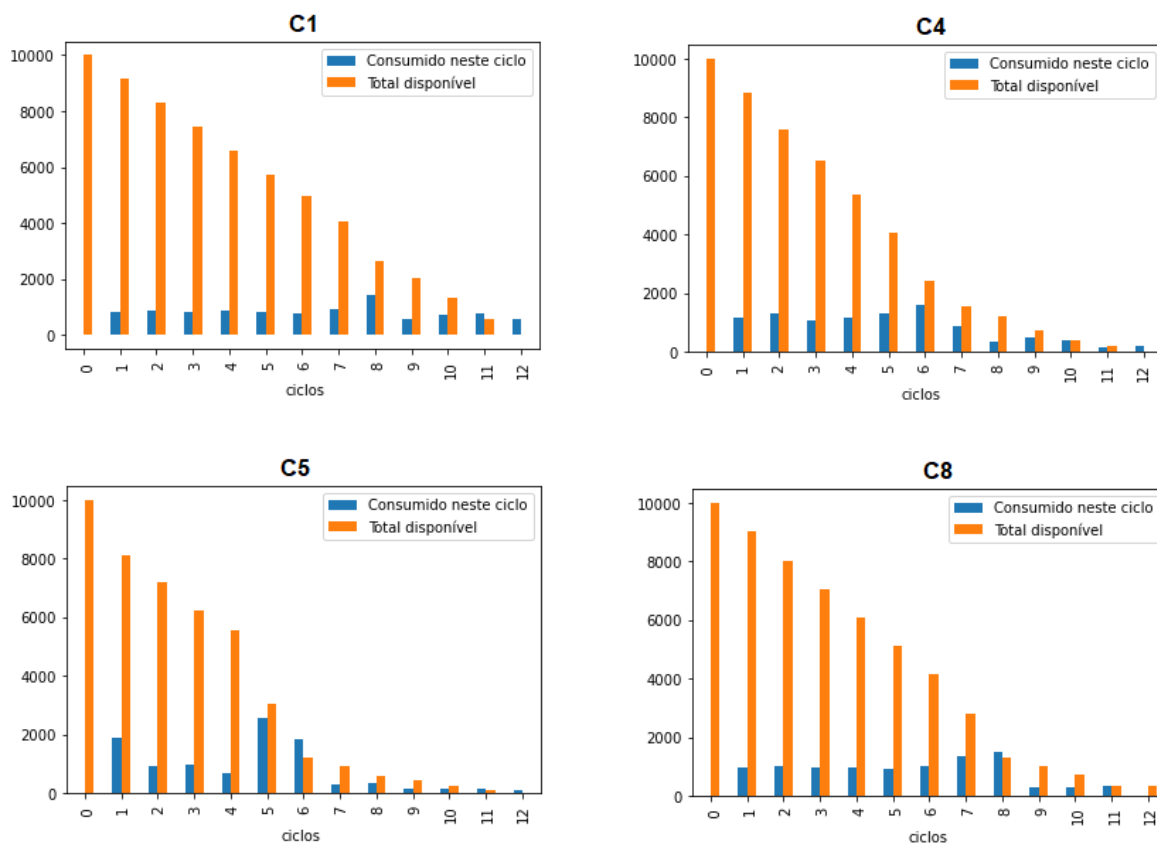 C1
Consumido neste ciclo
Total disponível
10000
8000
6000
4000
2000
0
0 1 2 3 4 5 6 7 8 9 10 11 12
ciclos
C4
Consumido neste ciclo
Total disponível
10000
8000
6000
4000
2000
0
0 1 2 3 4 5 6 7 8 9 10 11 12
ciclos
C5
Consumido neste ciclo
Total disponível
10000
8000
6000
4000
2000
0
0 1 2 3 4 5 6 7 8 9 10 11 12
ciclos
C8
Consumido neste ciclo
Total disponível
10000
8000
6000
4000
2000
0
0 1 2 3 4 5 6 7 8 9 10 11 12
ciclos